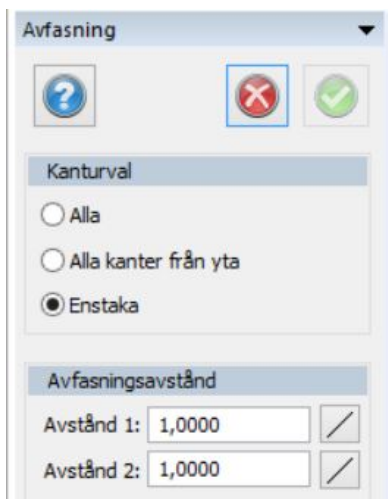 Avfasning
Kanturval
Alla
Alla kanter från yta
Enstaka
Avfasningsavstånd
Avstånd 1: 1,0000
Avstånd 2: 1,0000